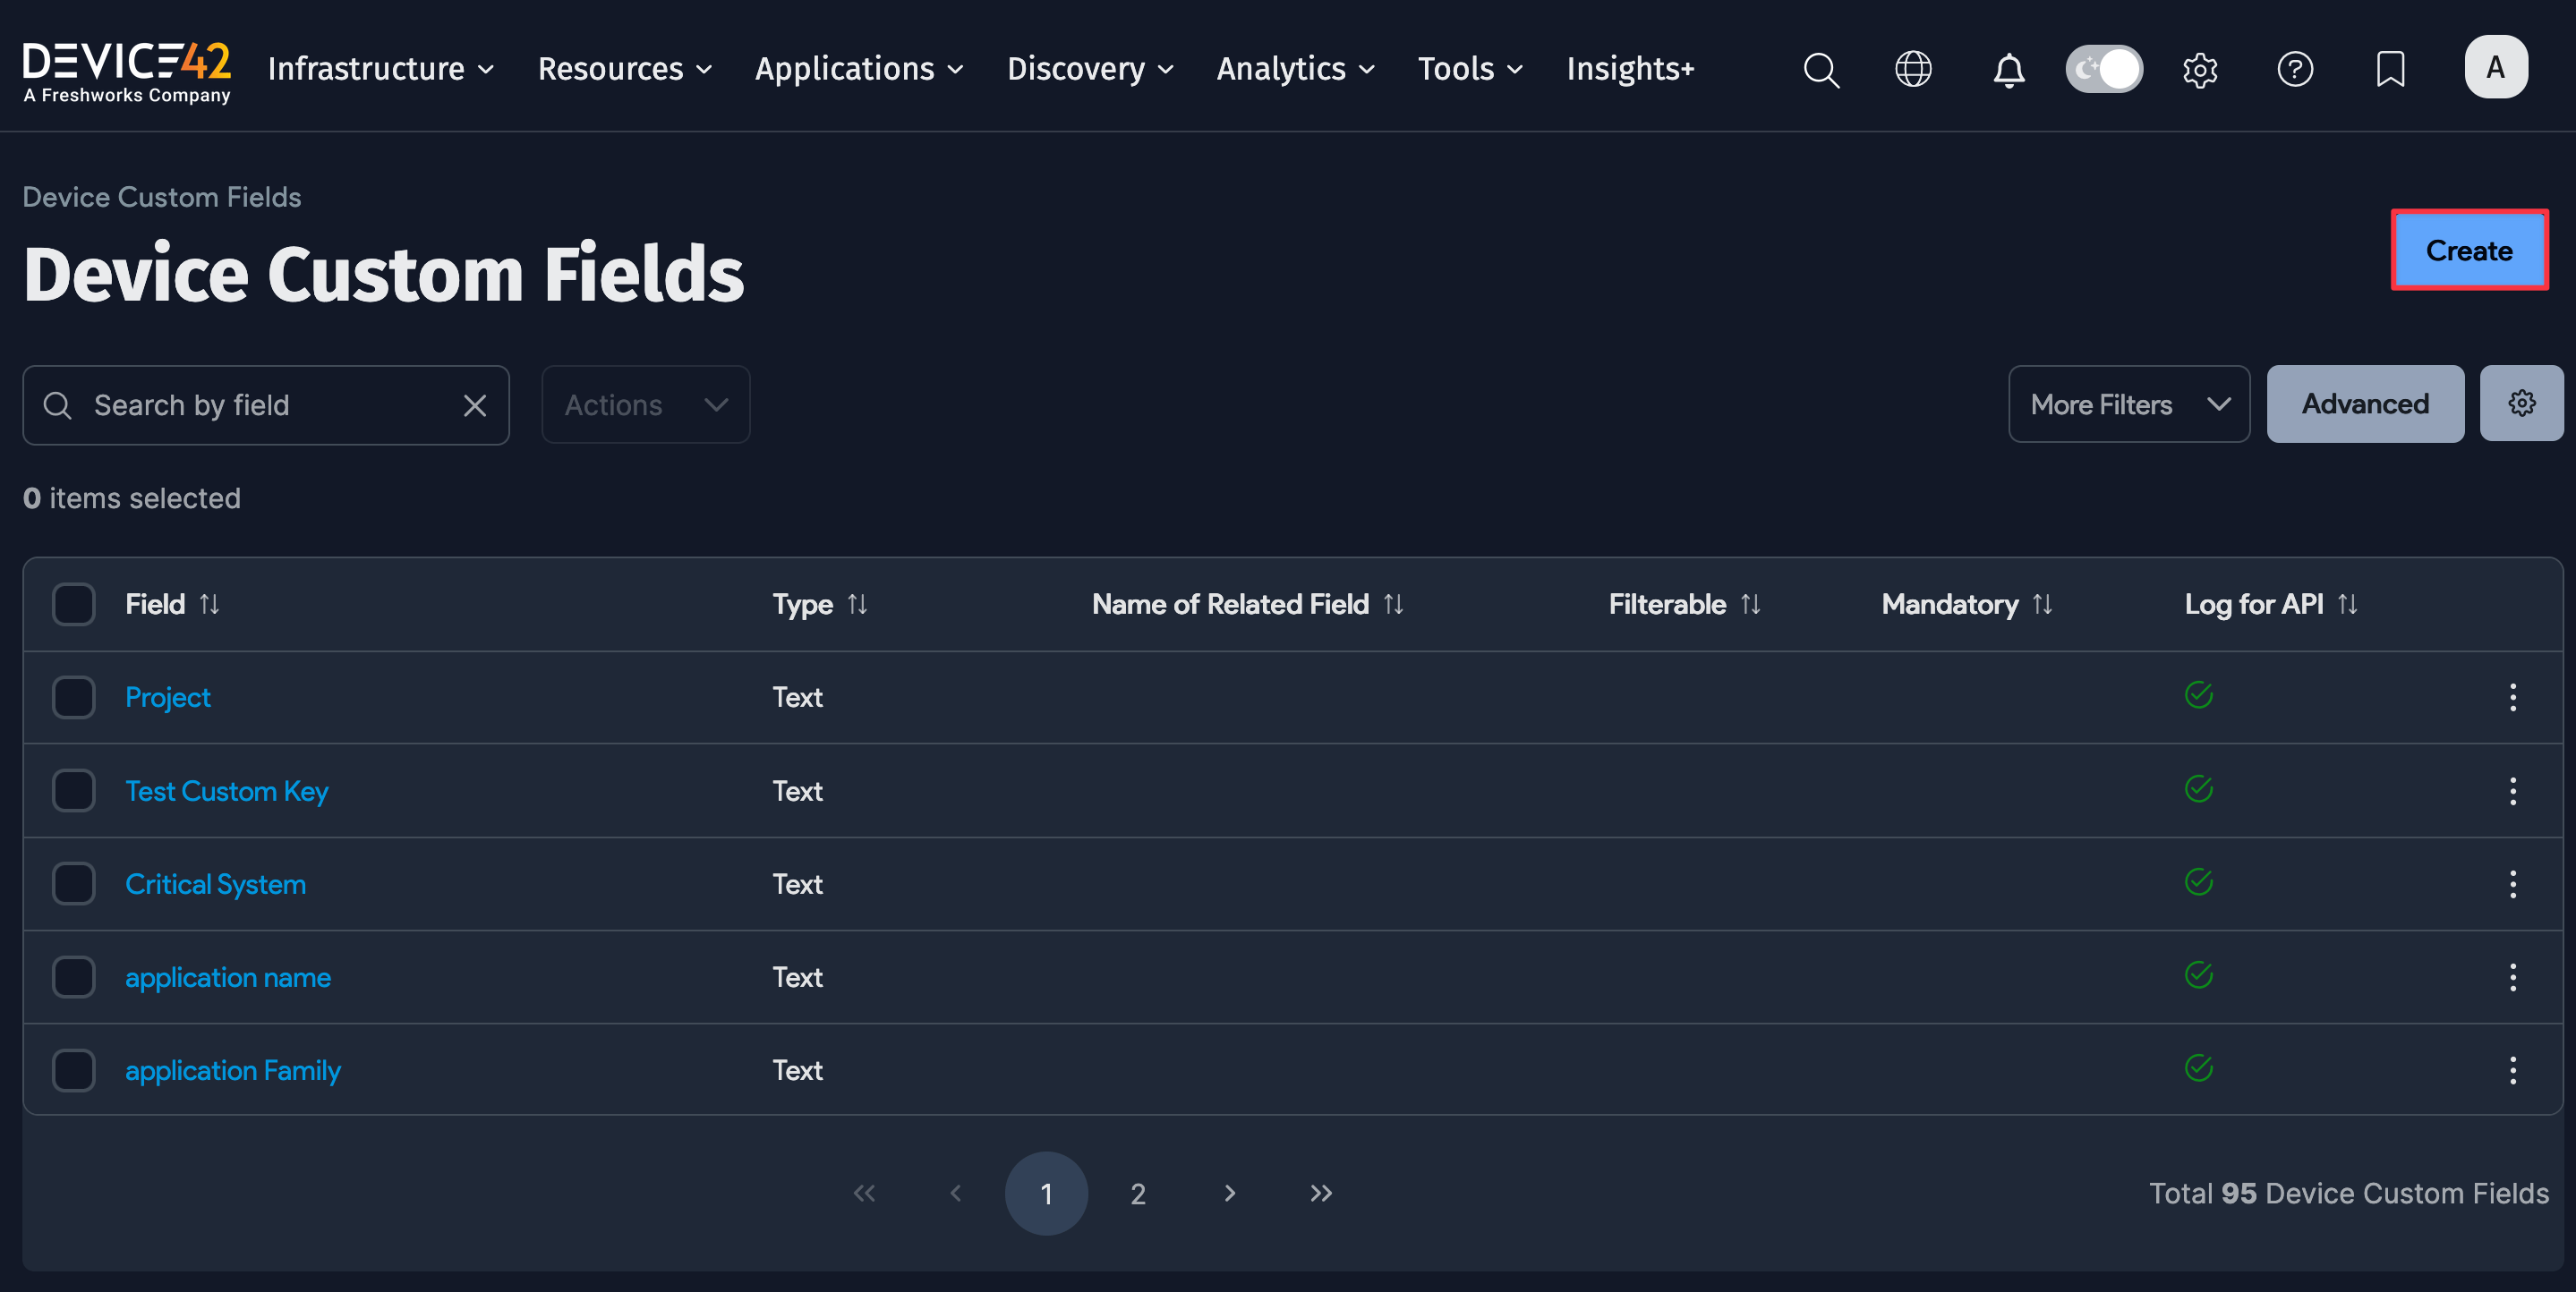 DEVICE42
A Freshworks Company
Infrastructure Resources Applications Discovery Analytics Tools Insights+ A
Device Custom Fields
Device Custom Fields
Create
Search by field Actions More Filters Advanced
0 items selected
Field Type Name of Related Field Filterable Mandatory Log for API
Project Text
Test Custom Key Text
Critical System Text
application name Text
application Family Text
1 2 Total 95 Device Custom Fields